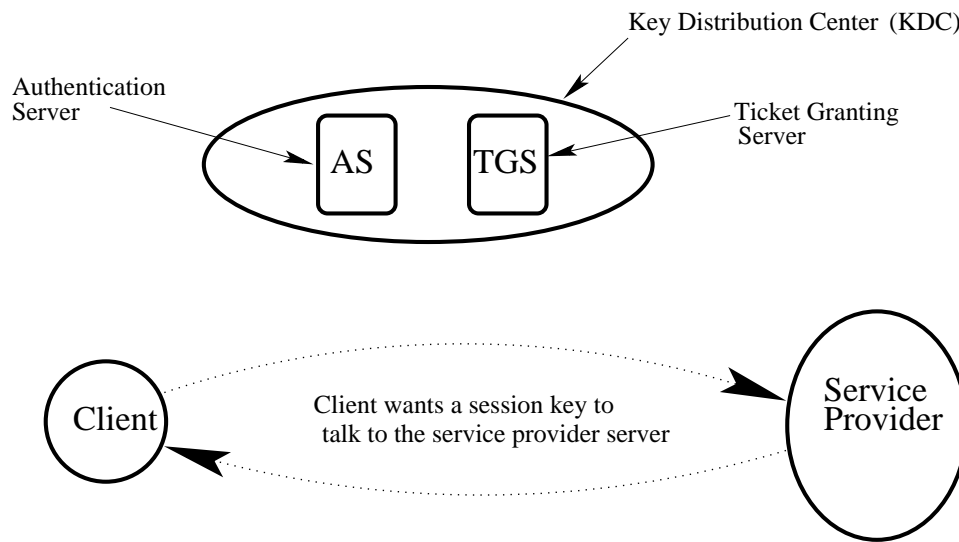 Key Distribution Center (KDC)
Authentication
Server
Ticket Granting
Server
AS
TGS
Client
Client wants a session key to
talk to the service provider server
Service
Provider